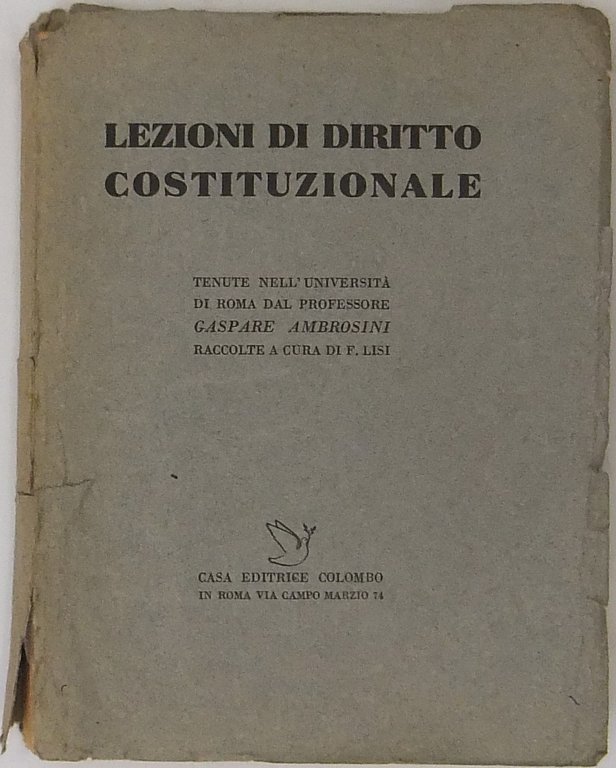 LEZIONI DI DIRITTO
COSTITUZIONALE
TENUTE NELL'UNIVERSITÀ
DI ROMA DAL PROFESSORE
GASPARE AMBROSINI
RACCOLTE A CURA DI F. LISI
CASA EDITRICE COLOMBO
IN ROMA VIA CAMPO MARZIO 74